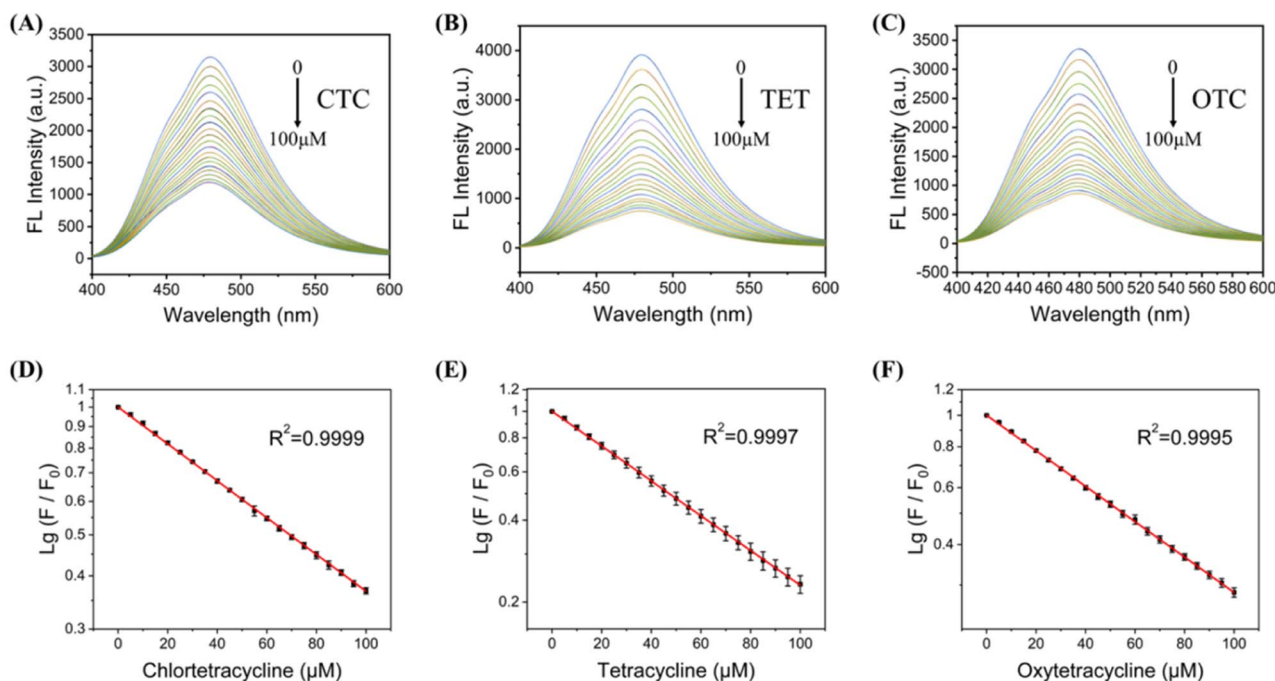 (A)
3500
3000
2500
2000
1500
1000
500
0
FL Intensity (a.u.)
0
CTC
100μM
400 450 500 550 600
Wavelength (nm)
(B)
4000
3000
2000
1000
0
FL Intensity (a.u.)
0
TET
100μM
400 450 500 550 600
Wavelength (nm)
(C)
3500
3000
2500
2000
1500
1000
500
0
-500
FL Intensity (a.u.)
0
OTC
100μM
400 420 440 460 480 500 520 540 560 580 600
Wavelength (nm)
(D)
1.1
1
0.9
0.8
0.7
0.6
0.5
0.4
0.3
Lg (F / F₀)
R²=0.9999
0 20 40 60 80 100
Chlortetracycline (μM)
(E)
1.2
1
0.8
0.6
0.4
0.2
Lg (F / F₀)
R²=0.9997
0 20 40 60 80 100
Tetracycline (μM)
(F)
1.2
1
0.8
0.6
0.4
Lg (F / F₀)
R²=0.9995
0 20 40 60 80 100
Oxytetracycline (μM)